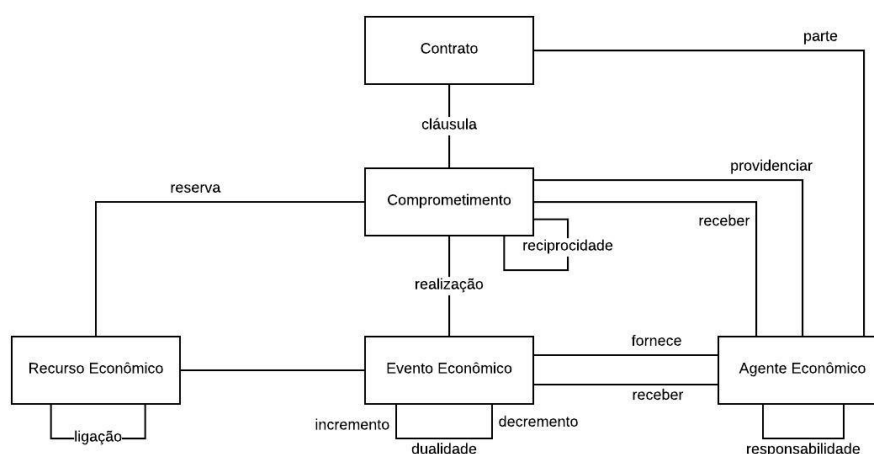 Contrato
parte
cláusula
providenciar
reserva
Comprometimento
receber
reciprocidade
realização
fornece
Recurso Econômico
Evento Econômico
Agente Econômico
receber
incremento
decremento
ligação
dualidade
responsabilidade